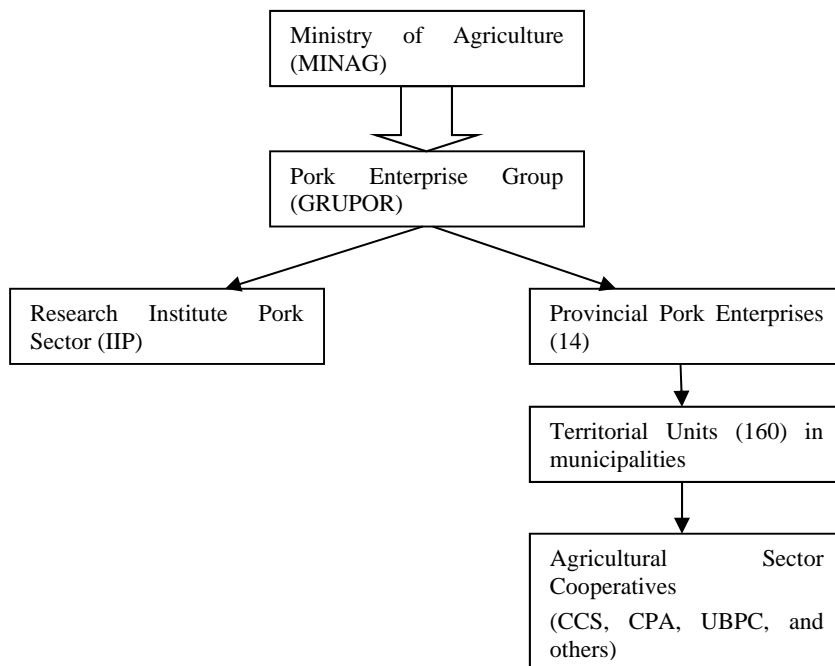 Ministry of Agriculture
(MINAG)
Pork Enterprise Group
(GRUPOR)
Research Institute Pork
Sector (IIP)
Provincial Pork Enterprises
(14)
Territorial Units (160) in
municipalities
Agricultural Sector
Cooperatives
(CCS, CPA, UBPC, and
others)